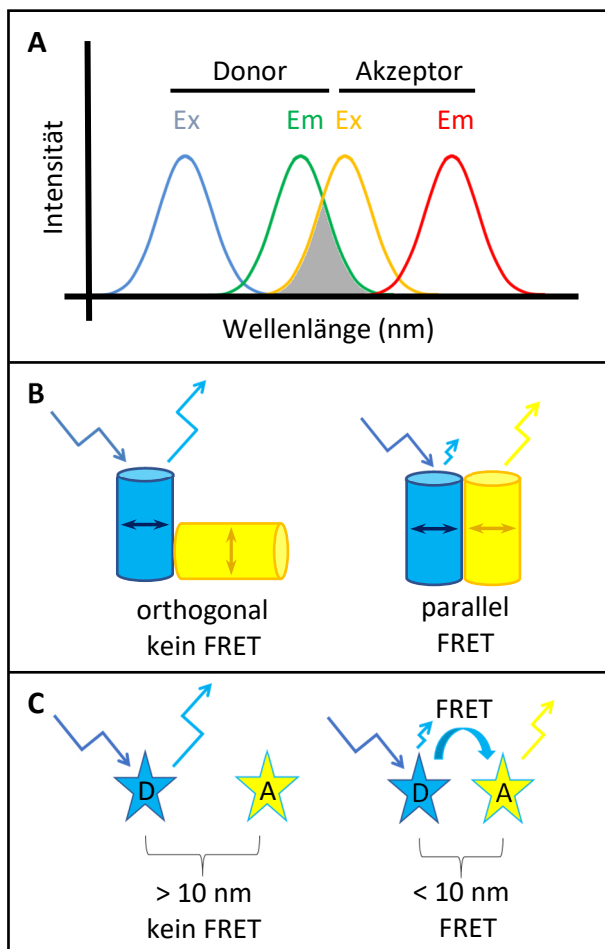 A
Donor Akzeptor
Ex Em Ex Em
Intensität
Wellenlänge (nm)
B
orthogonal
kein FRET
parallel
FRET
C
FRET
D A
D A
> 10 nm
kein FRET
< 10 nm
FRET